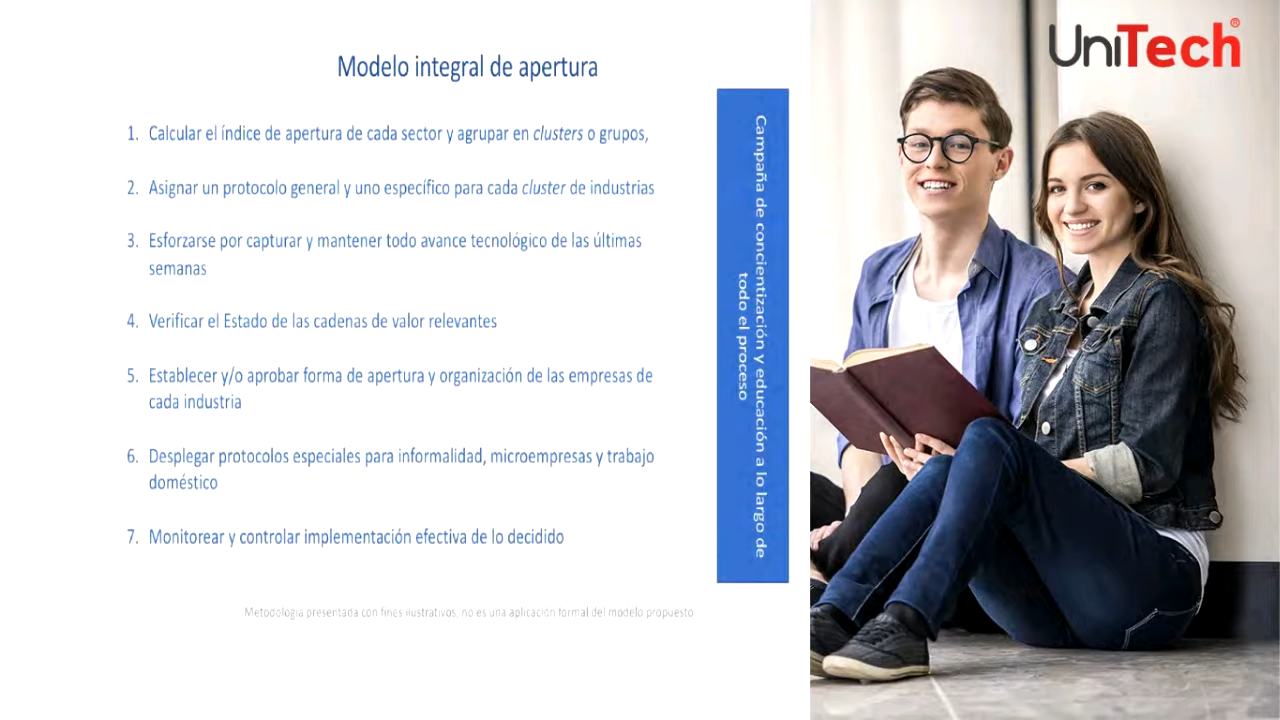 Modelo integral de apertura
1. Calcular el índice de apertura de cada sector y agrupar en clusters o grupos,
2. Asignar un protocolo general y uno específico para cada cluster de industrias
3. Esforzarse por capturar y mantener todo avance tecnológico de las últimas
semanas
4. Verificar el Estado de las cadenas de valor relevantes
5. Establecer y/o aprobar forma de apertura y organización de las empresas de
cada industria
6. Desplegar protocolos especiales para informalidad, microempresas y trabajo
doméstico
7. Monitorear y controlar implementación efectiva de lo decidido
Metodología presentada con fines ilustrativos, no es una aplicación formal del modelo propuesto
Campaña de concientización y educación a lo largo de
todo el proceso
UniTech®